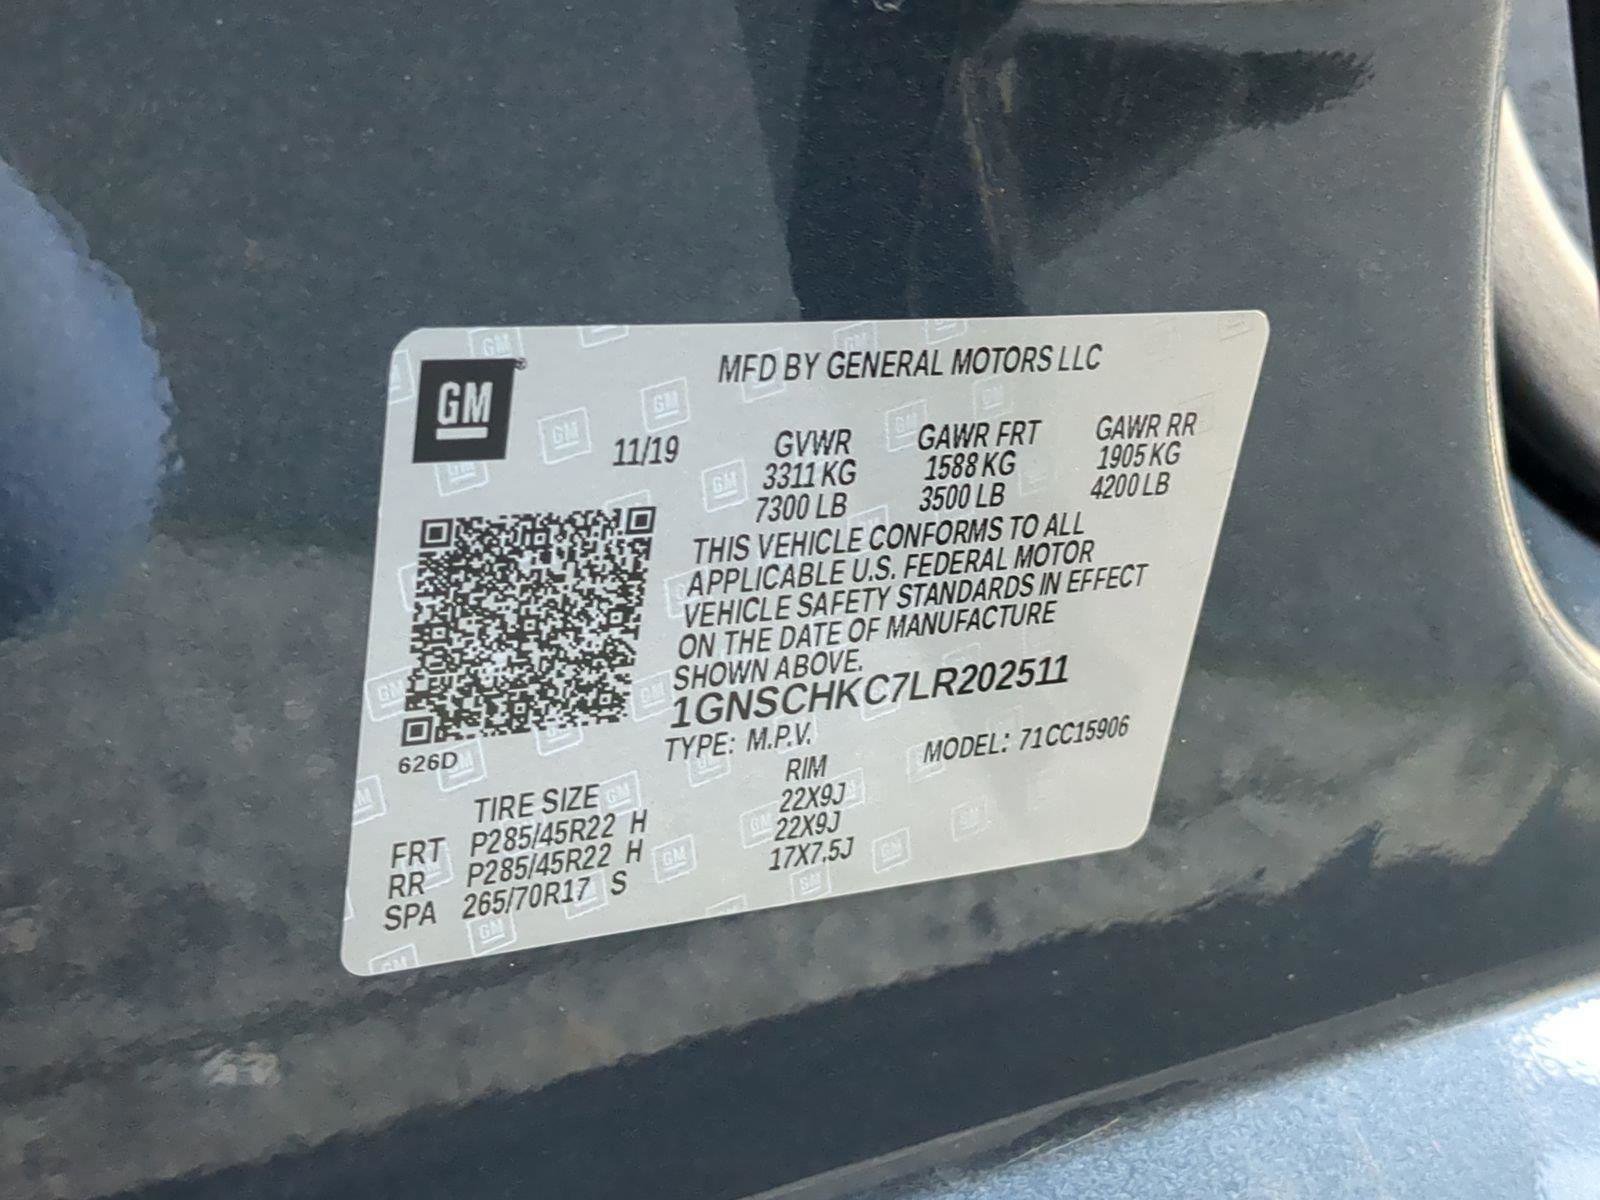 GM
MFD BY GENERAL MOTORS LLC
11/19
GVWR GAWR FRT GAWR RR
3311 KG 1588 KG 1905 KG
7300 LB 3500 LB 4200 LB
THIS VEHICLE CONFORMS TO ALL
APPLICABLE U.S. FEDERAL MOTOR
VEHICLE SAFETY STANDARDS IN EFFECT
ON THE DATE OF MANUFACTURE
SHOWN ABOVE.
1GNSCHKC7LR202511
TYPE: M.P.V. MODEL: 71CC15906
626D
TIRE SIZE RIM
FRT P285/45R22 H 22X9J
RR P285/45R22 H 22X9J
SPA 265/70R17 S 17X7.5J